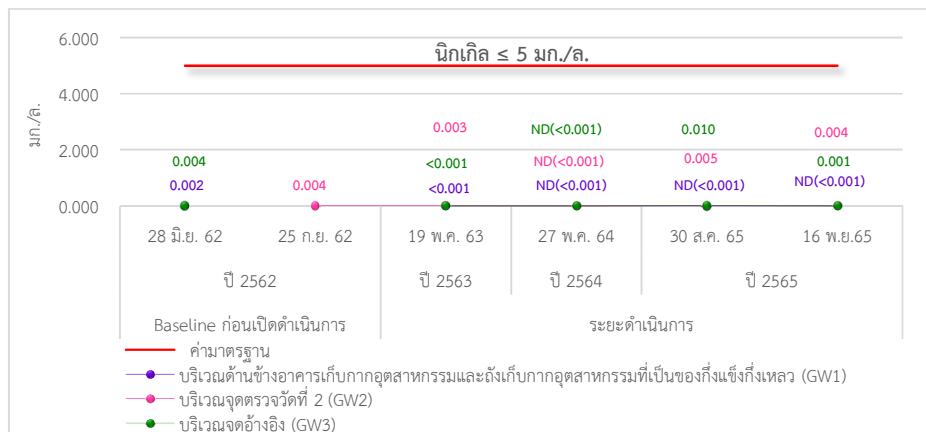 6.000
นิกเกิล ≤ 5 มก./ล.
4.000
มก./ล.
0.003 ND(<0.001) 0.010 0.004
2.000
0.004 <0.001 ND(<0.001) 0.005 0.001
0.002 0.004 <0.001 ND(<0.001) ND(<0.001) ND(<0.001)
0.000
28 มิ.ย. 62 25 ก.ย. 62 19 พ.ค. 63 27 พ.ค. 64 30 ส.ค. 65 16 พ.ย.65
ปี 2562 ปี 2563 ปี 2564 ปี 2565
Baseline ก่อนเปิดดำเนินการ ระยะดำเนินการ
ค่ามาตรฐาน
บริเวณด้านข้างอาคารเก็บกากอุตสาหกรรมและถังเก็บกากอุตสาหกรรมที่เป็นของกึ่งแข็งกึ่งเหลว (GW1)
บริเวณจุดตรวจวัดที่ 2 (GW2)
บริเวณจุดอ้างอิง (GW3)